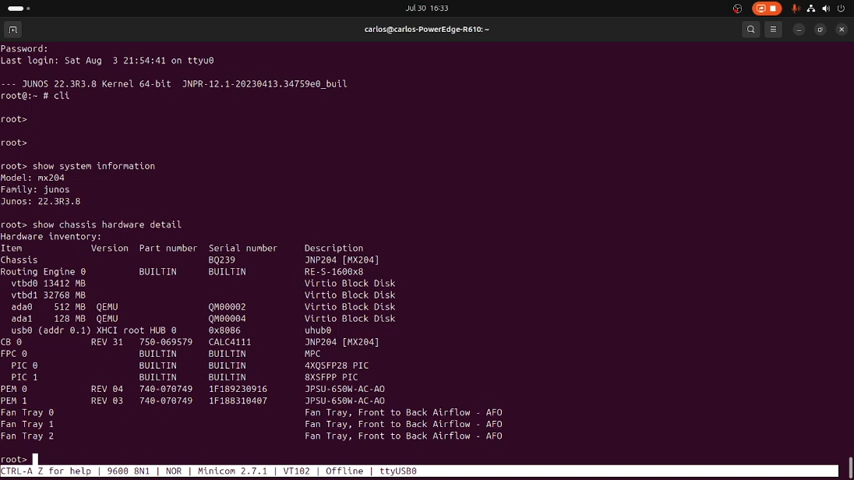 Jul 30 16:33
carlos@carlos-PowerEdge-R610: ~
Password:
Last login: Sat Aug  3 21:54:41 on ttyu0
--- JUNOS 22.3R3.8 Kernel 64-bit  JNPR-12.1-20230413.34759e0_buil
root@:~ # cli
root>
root>
root> show system information
Model: mx204
Family: junos
Junos: 22.3R3.8
root> show chassis hardware detail
Hardware inventory:
Item             Version  Part number  Serial number     Description
Chassis                                BQ239             JNP204 [MX204]
Routing Engine 0          BUILTIN      BUILTIN           RE-S-1600x8
  vtbd0 13412 MB                                         Virtio Block Disk
  vtbd1 32768 MB                                         Virtio Block Disk
  ada0    512 MB  QEMU                 QM00002           Virtio Block Disk
  ada1    128 MB  QEMU                 QM00004           Virtio Block Disk
  usb0 (addr 0.1) XHCI root HUB 0      0x8086            uhub0
CB 0             REV 31   750-069579   CALC4111          JNP204 [MX204]
FPC 0                     BUILTIN      BUILTIN           MPC
  PIC 0                   BUILTIN      BUILTIN           4XQSFP28 PIC
  PIC 1                   BUILTIN      BUILTIN           8XSFPP PIC
PEM 0            REV 04   740-070749   1F189230916       JPSU-650W-AC-AO
PEM 1            REV 03   740-070749   1F188310407       JPSU-650W-AC-AO
Fan Tray 0                                               Fan Tray, Front to Back Airflow - AFO
Fan Tray 1                                               Fan Tray, Front to Back Airflow - AFO
Fan Tray 2                                               Fan Tray, Front to Back Airflow - AFO
root>
CTRL-A Z for help | 9600 8N1 | NOR | Minicom 2.7.1 | VT102 | Offline | ttyUSB0